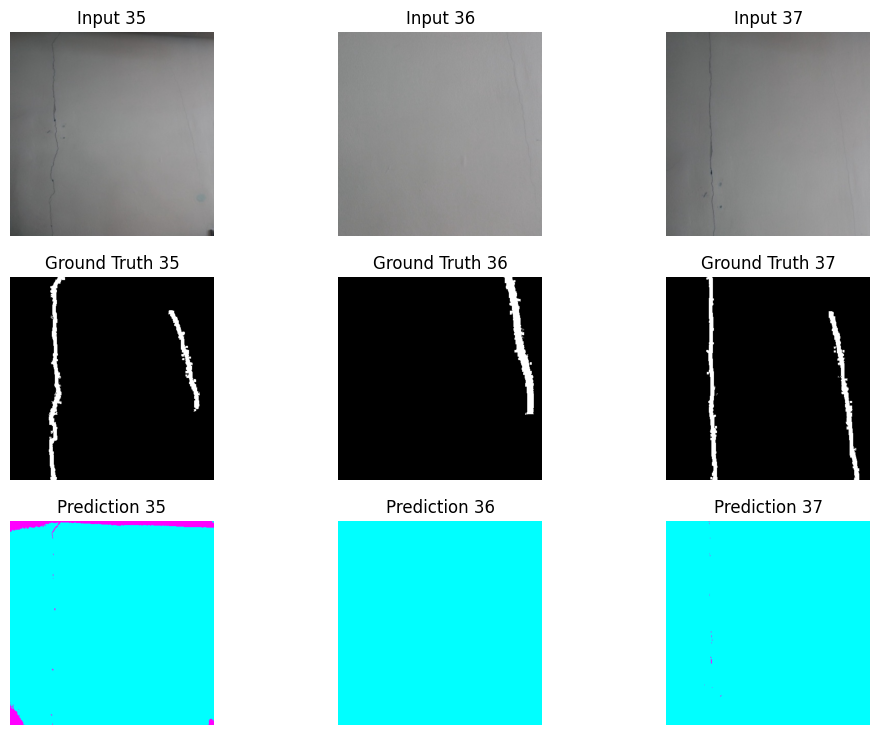 Input 35
Input 36
Input 37
Ground Truth 35
Ground Truth 36
Ground Truth 37
Prediction 35
Prediction 36
Prediction 37